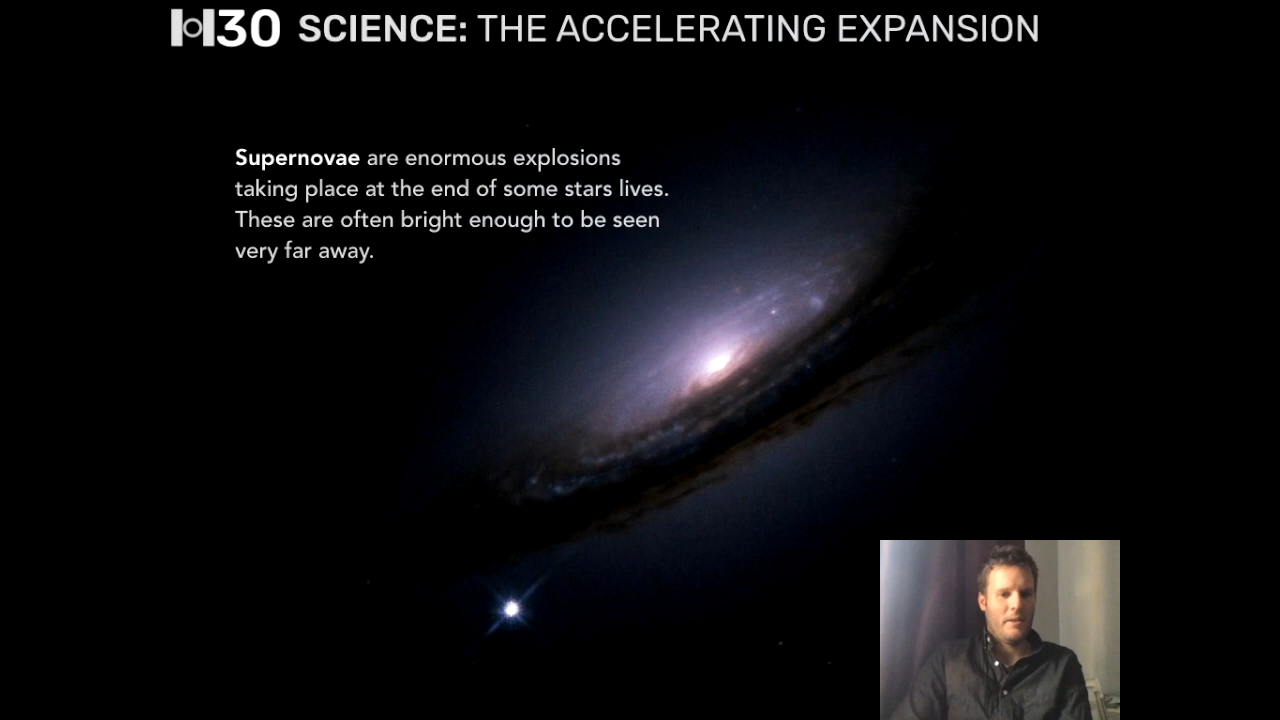 H30 SCIENCE: THE ACCELERATING EXPANSION
Supernovae are enormous explosions
taking place at the end of some stars lives.
These are often bright enough to be seen
very far away.